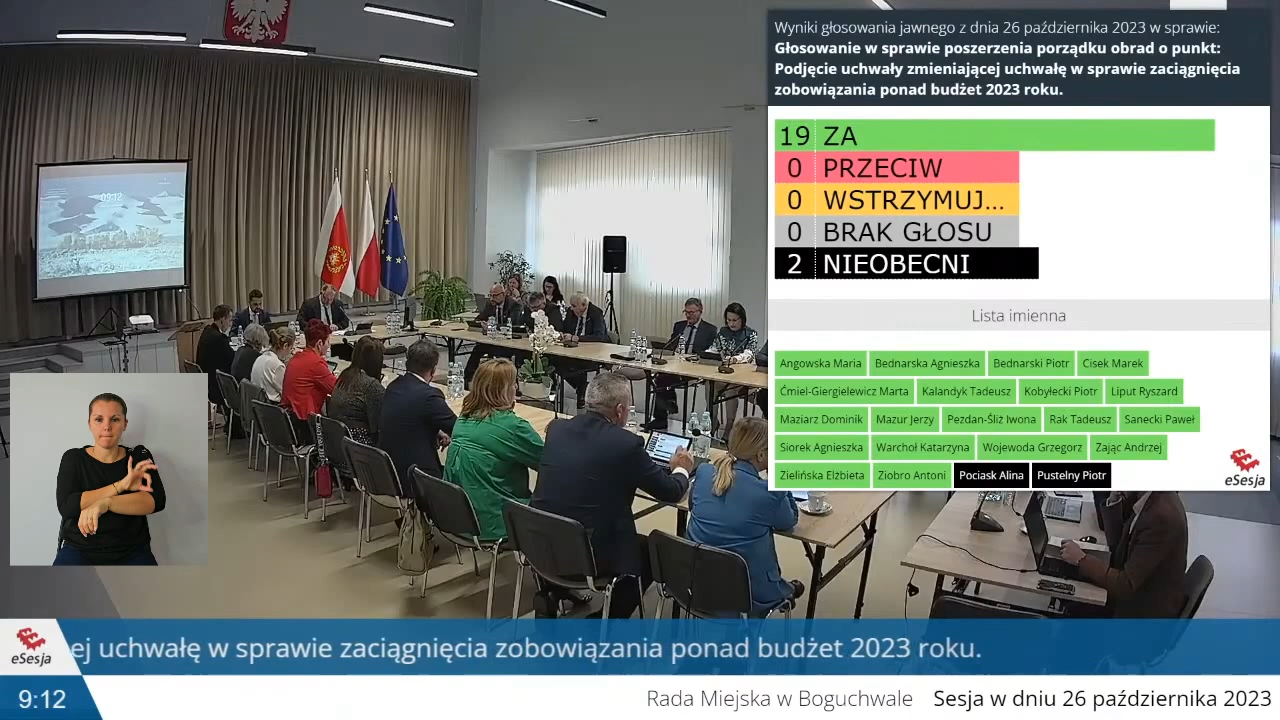 Wyniki głosowania jawnego z dnia 26 październiká 2023 w sprawie:
Głosowanie w sprawie poszerzenia porządku obrad o punkt:
Podjęcie uchwały zmieniającej uchwałę w sprawie zaciągnięcia
zobowiązania ponad budżet 2023 roku.
19 ZA
0 PRZECIW
0 WSTRZYMUJ...
0 BRAK GŁOSU
2 NIEOBECNI
Lista imienna
Angowska Maria Bednarska Agnieszka Bednarski Piotr Cisek Marek
Ćmiel-Giergielewicz Marta Kalandyk Tadeusz Kobyłecki Piotr Liput Ryszard
Maziarz Dominik Mazur Jerzy Pezdan-Śliż Iwona Rak Tadeusz Sanecki Paweł
Siorek Agnieszka Warchoł Katarzyna Wojewoda Grzegorz Zając Andrzej
Zielińska Elżbieta Ziobro Antoni Pociask Alina Pustelny Piotr
eSesja
09:12
eSesja
ej uchwałę w sprawie zaciągnięcia zobowiązania ponad budżet 2023 roku.
9:12
Rada Miejska w Boguchwale Sesja w dniu 26 października 2023